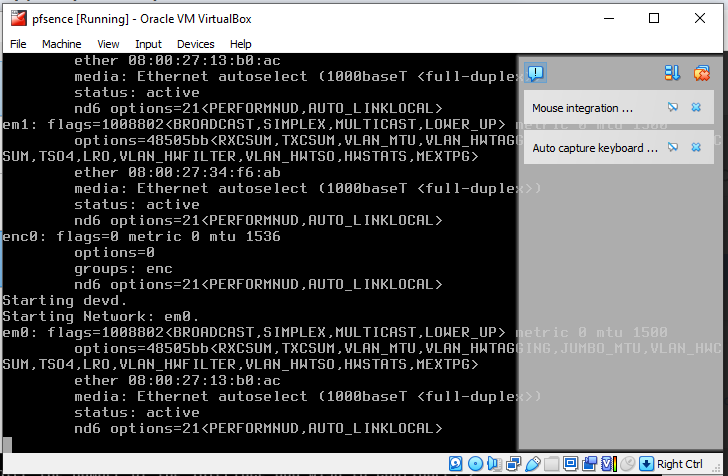 pfsence [Running] - Oracle VM VirtualBox
File Machine View Input Devices Help
ether 08:00:27:13:b0:ac
media: Ethernet autoselect (1000baseT <full-duplex
status: active
nd6 options=21<PERFORMNUD,AUTO_LINKLOCAL>
em1: flags=1008802<BROADCAST,SIMPLEX,MULTICAST,LOWER_UP> metric 0 mtu 1500
options=48505bb<RXCSUM,TXCSUM,VLAN_MTU,VLAN_HWTAGGING,JUMBO_MTU,VLAN_HWC
SUM,TSO4,LRO,VLAN_HWFILTER,VLAN_HWTSO,HWSTATS,MEXTPG>
ether 08:00:27:34:f6:ab
media: Ethernet autoselect (1000baseT <full-duplex>)
status: active
nd6 options=21<PERFORMNUD,AUTO_LINKLOCAL>
enc0: flags=0 metric 0 mtu 1536
options=0
groups: enc
nd6 options=21<PERFORMNUD,AUTO_LINKLOCAL>
Starting devd.
Starting Network: em0.
em0: flags=1008802<BROADCAST,SIMPLEX,MULTICAST,LOWER_UP> metric 0 mtu 1500
options=48505bb<RXCSUM,TXCSUM,VLAN_MTU,VLAN_HWTAGGING,JUMBO_MTU,VLAN_HWC
SUM,TSO4,LRO,VLAN_HWFILTER,VLAN_HWTSO,HWSTATS,MEXTPG>
ether 08:00:27:13:b0:ac
media: Ethernet autoselect (1000baseT <full-duplex>)
status: active
nd6 options=21<PERFORMNUD,AUTO_LINKLOCAL>
Mouse integration ...
Auto capture keyboard ...
Right Ctrl